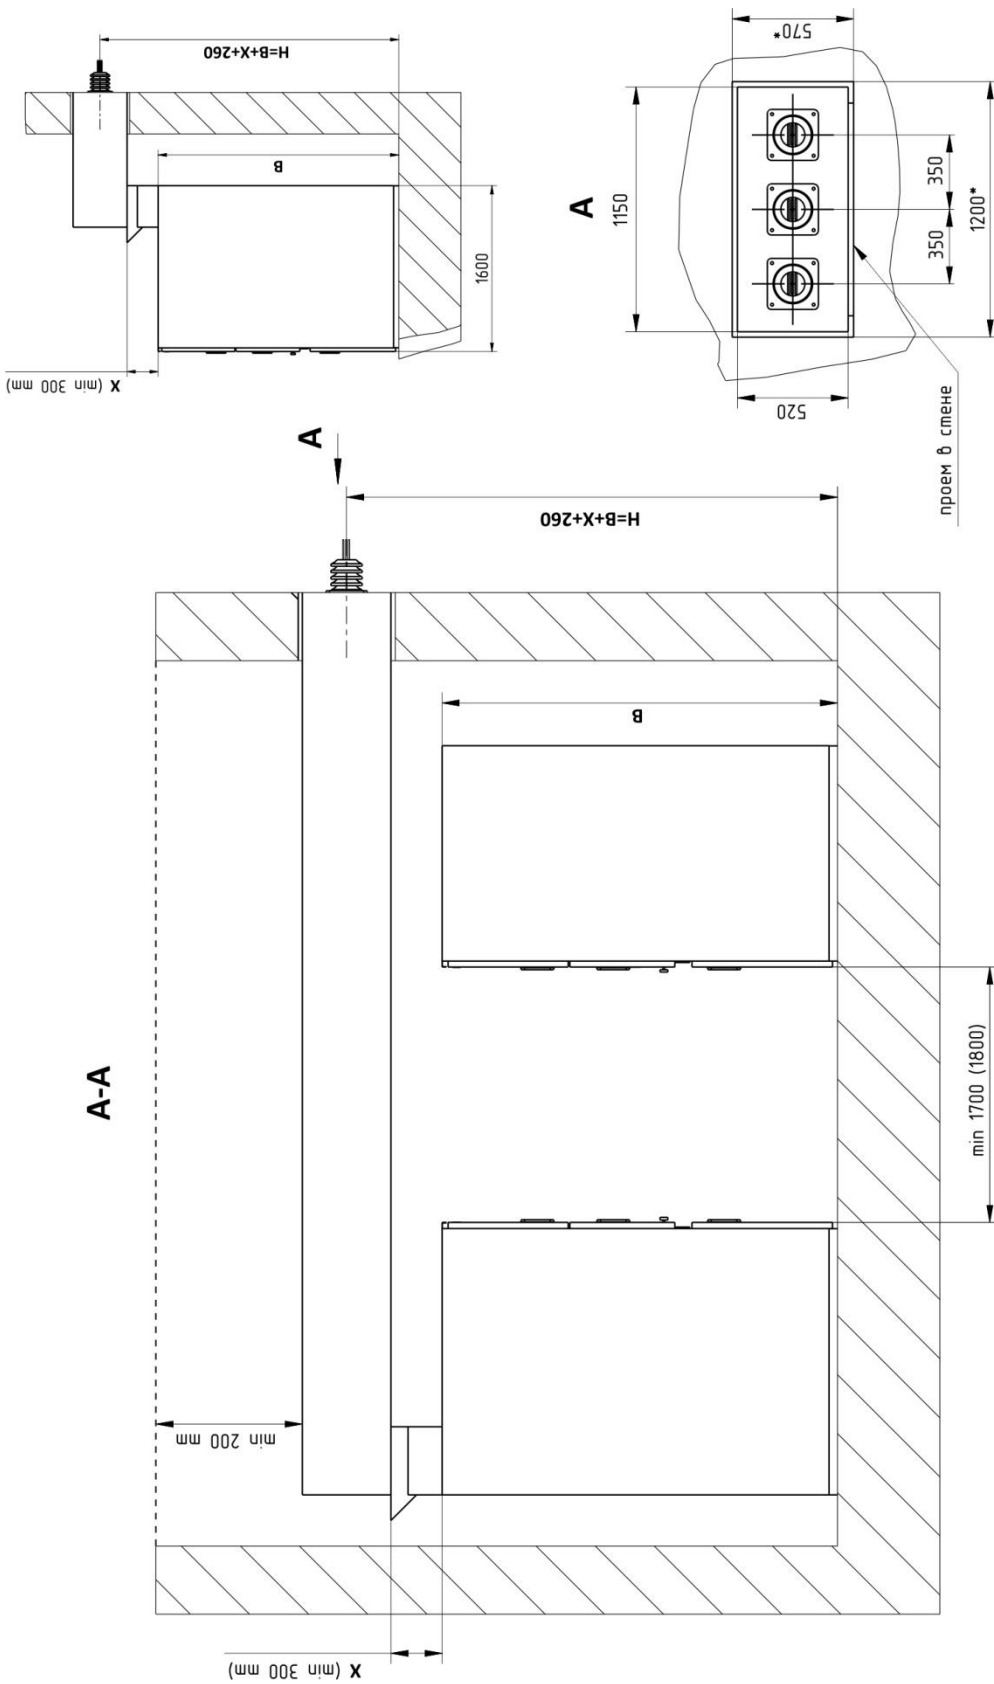 H=B+X+260
B
1600
X (min 300 mm)
A
570*
1150
350
350
1200*
520
проем в стене
A
H=B+X+260
B
A-A
min 1700 (1800)
min 200 mm
X (min 300 mm)